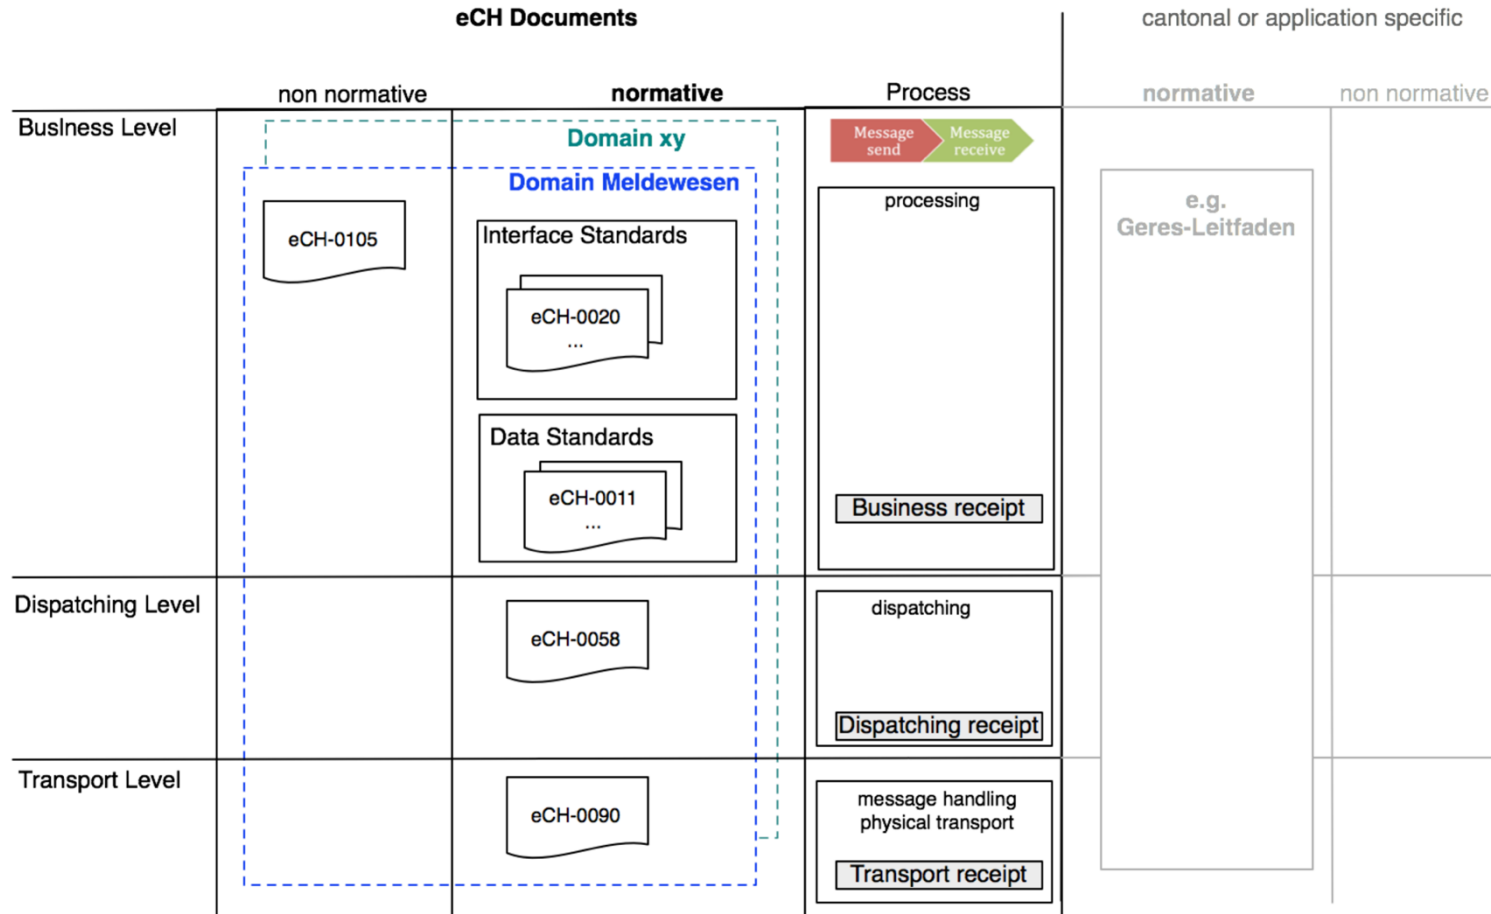 eCH Documents
cantonal or application specific
non normative
normative
Process
normative
non normative
BusIness Level
Message
send
Message
receive
Domain xy
Domain Meldewesen
processing
e.g.
Geres-Leitfaden
eCH-0105
Interface Standards
eCH-0020
...
Data Standards
eCH-0011
...
Business receipt
Dispatching Level
eCH-0058
dispatching
Dispatching receipt
Transport Level
eCH-0090
message handling
physical transport
Transport receipt